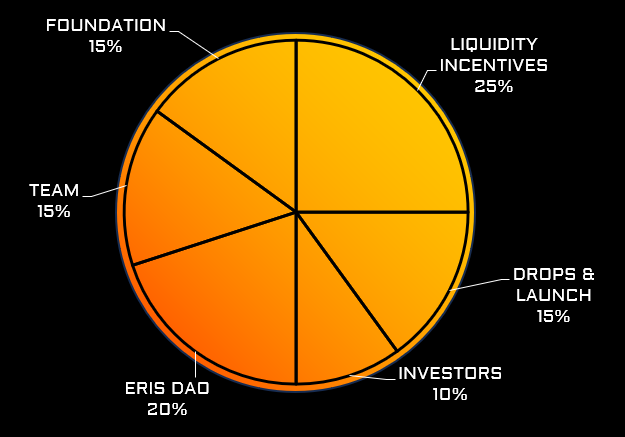 FOUNDATION
15%
LIQUIDITY
INCENTIVES
25%
TEAM
15%
DROPS &
LAUNCH
15%
INVESTORS
10%
ERIS DAO
20%